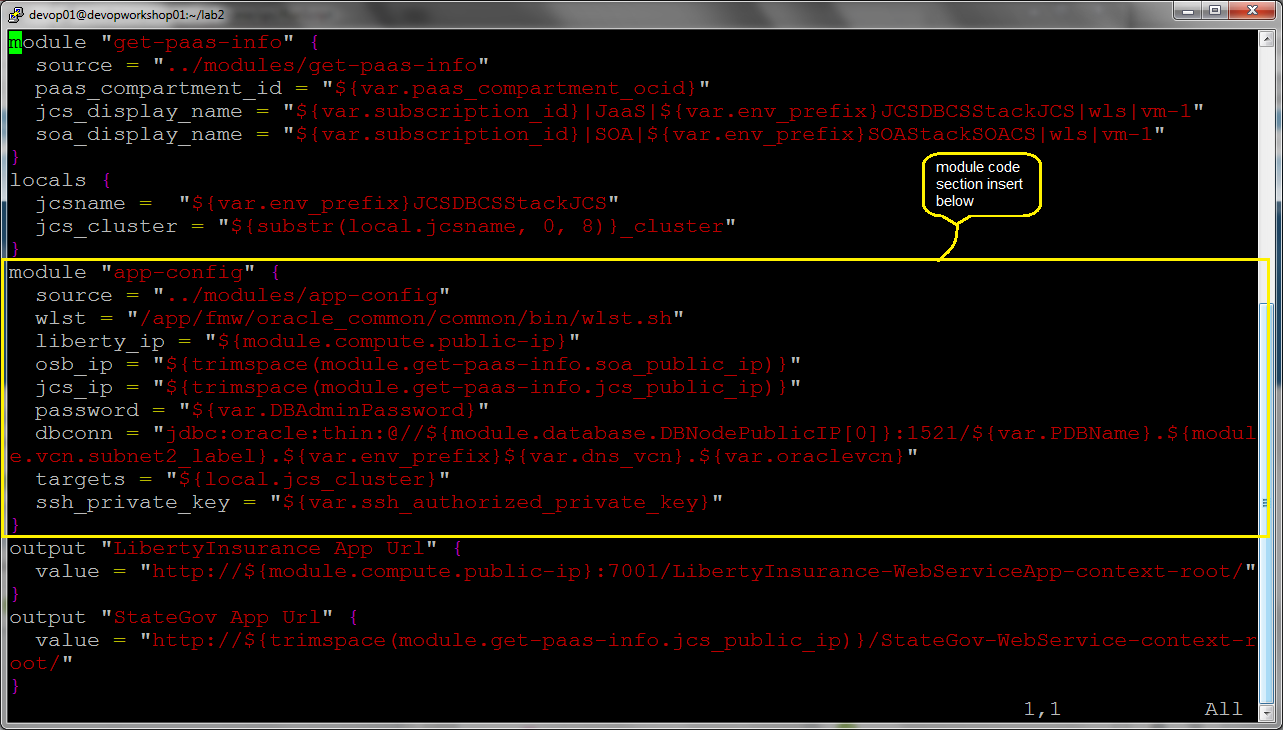 devop01@devopworkshop01:~/lab2
module "get-paas-info" {
  source = "../modules/get-paas-info"
  paas_compartment_id = "${var.paas_compartment_ocid}"
  jcs_display_name = "${var.subscription_id}|JaaS|${var.env_prefix}JCSDBCSStackJCS|wls|vm-1"
  soa_display_name = "${var.subscription_id}|SOA|${var.env_prefix}SOAStackSOACS|wls|vm-1"
}
module code
section insert
below
locals {
  jcsname =  "${var.env_prefix}JCSDBCSStackJCS"
  jcs_cluster = "${substr(local.jcsname, 0, 8)}_cluster"
}
module "app-config" {
  source = "../modules/app-config"
  wlst = "/app/fmw/oracle_common/common/bin/wlst.sh"
  liberty_ip = "${module.compute.public-ip}"
  osb_ip = "${trimspace(module.get-paas-info.soa_public_ip)}"
  jcs_ip = "${trimspace(module.get-paas-info.jcs_public_ip)}"
  password = "${var.DBAdminPassword}"
  dbconn = "jdbc:oracle:thin:@//${module.database.DBNodePublicIP[0]}:1521/${var.PDBName}.${modul
e.vcn.subnet2_label}.${var.env_prefix}${var.dns_vcn}.${var.oraclevcn}"
  targets = "${local.jcs_cluster}"
  ssh_private_key = "${var.ssh_authorized_private_key}"
}
output "LibertyInsurance App Url" {
  value = "http://${module.compute.public-ip}:7001/LibertyInsurance-WebServiceApp-context-root/"
}
output "StateGov App Url" {
  value = "http://${trimspace(module.get-paas-info.jcs_public_ip)}/StateGov-WebService-context-r
oot/"
}
1,1 All